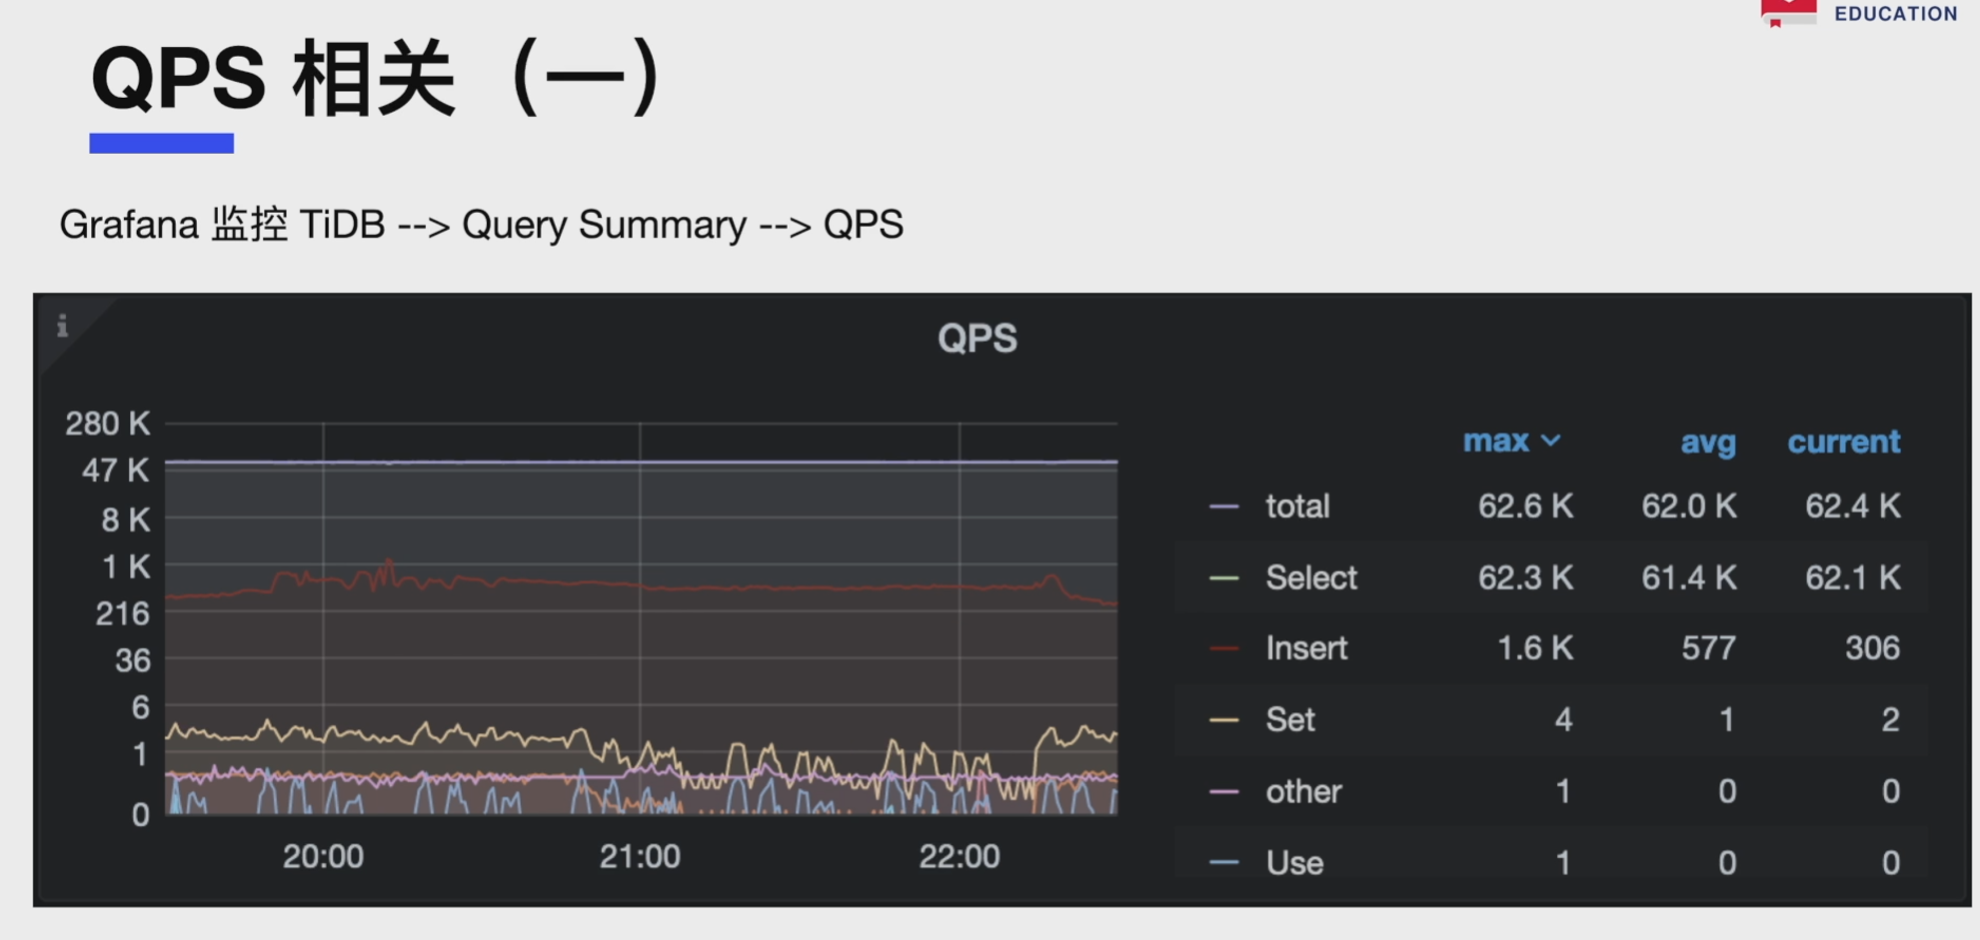 EDUCATION
QPS 相关（一）
Grafana 监控 TiDB --> Query Summary --> QPS
i
QPS
280 K
47 K
8 K
1 K
216
36
6
1
0
20:00 21:00 22:00
max avg current
total 62.6 K 62.0 K 62.4 K
Select 62.3 K 61.4 K 62.1 K
Insert 1.6 K 577 306
Set 4 1 2
other 1 0 0
Use 1 0 0